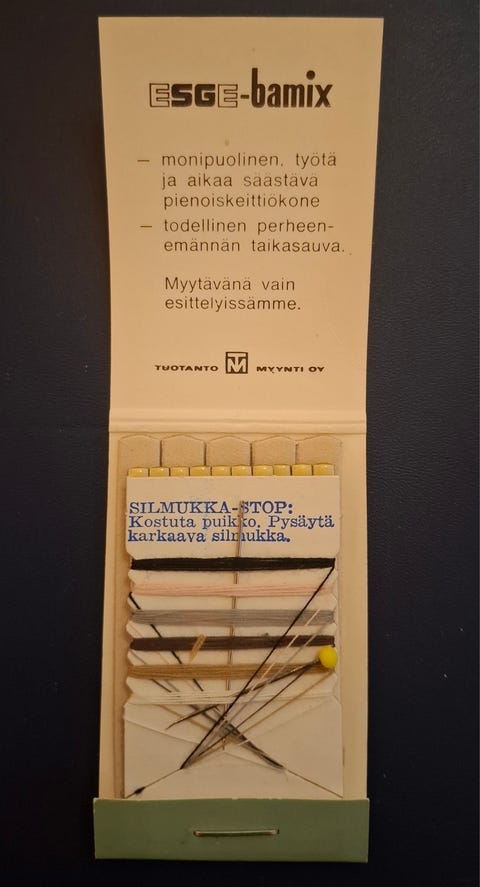 ESGE-bamix
— monipuolinen, työtä
ja aikaa säästävä
pienoiskeittiökone
— todellinen perheen-
emännän taikasauva.
Myytävänä vain
esittelyissämme.
TUOTANTO TM MYYNTI OY
SILMUKKA-STOP:
Kostuta puikko. Pysäytä
karkaava silmukka.